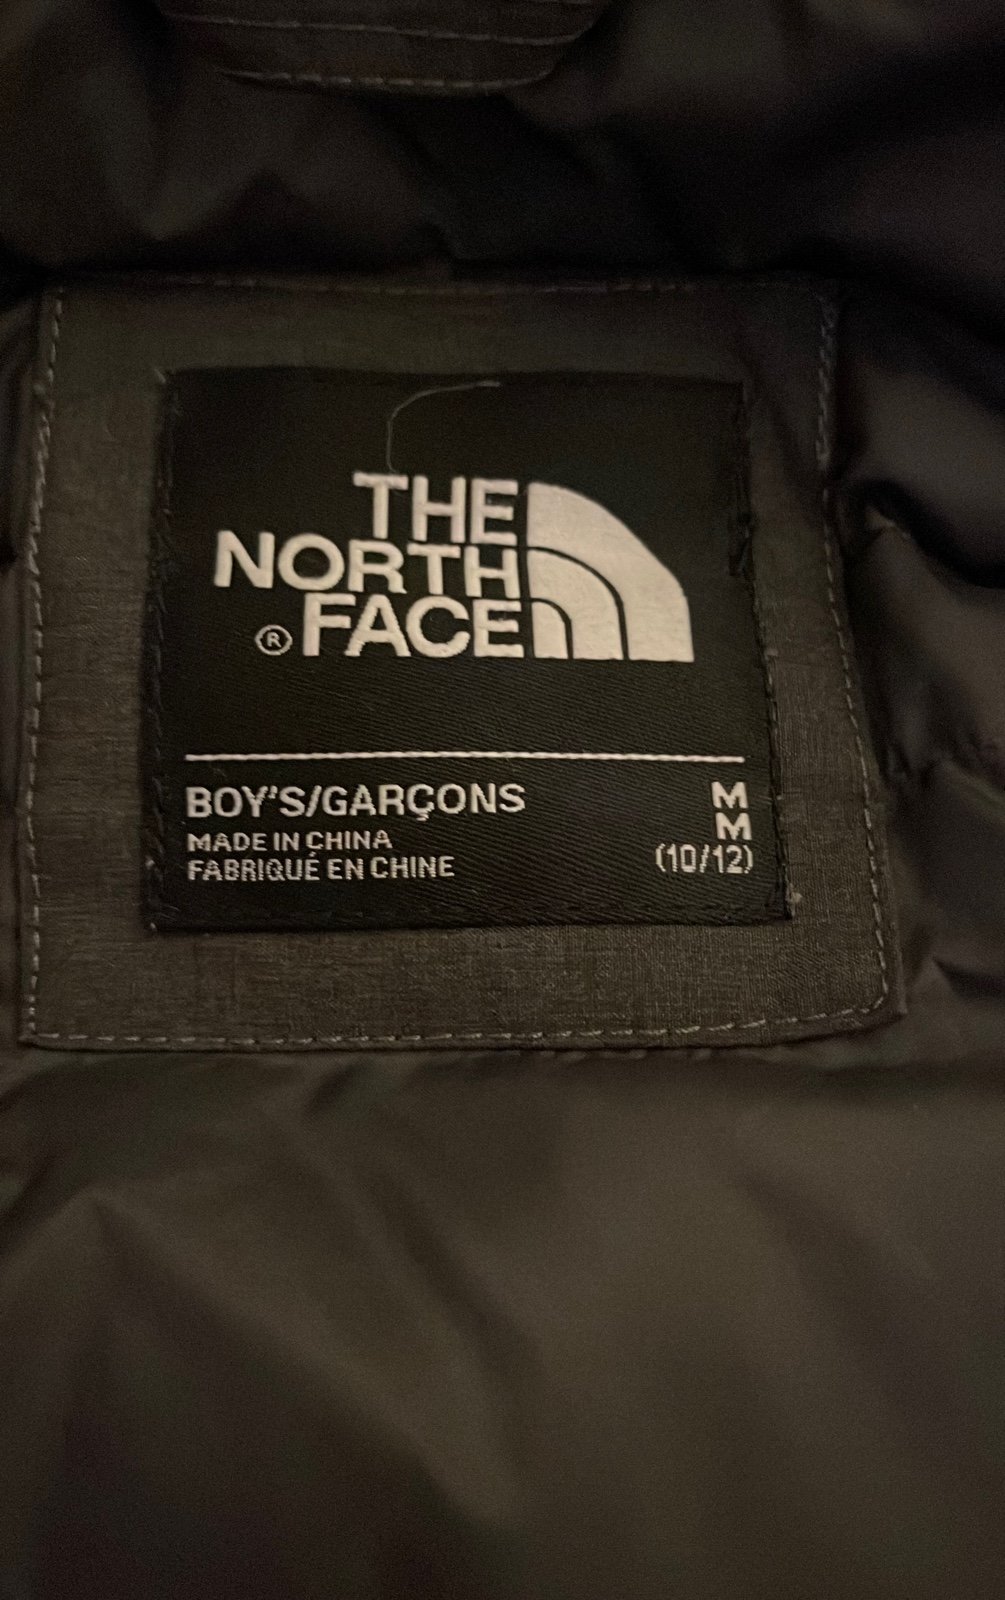 THE
NORTH
® FACE
BOY'S/GARÇONS M
MADE IN CHINA M
FABRIQUÉ EN CHINE (10/12)